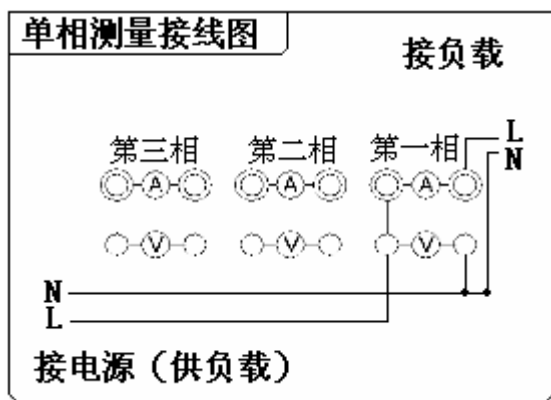 单相测量接线图
接负载
第三相 第二相 第一相
L
N
A A A
V V V
N
L
接电源（供负载）